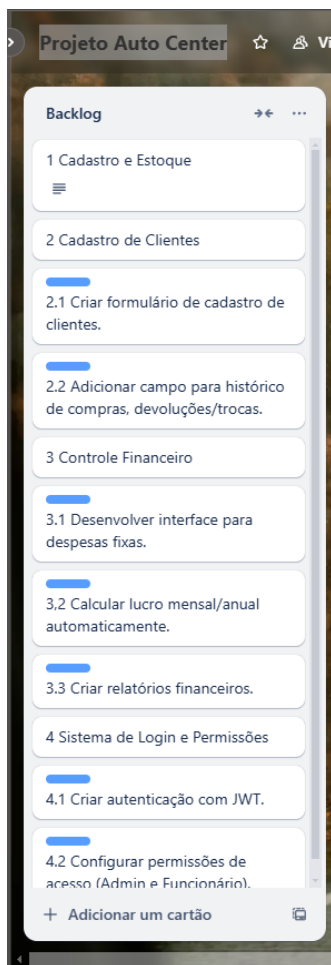 Projeto Auto Center
Backlog
1 Cadastro e Estoque
2 Cadastro de Clientes
2.1 Criar formulário de cadastro de
clientes.
2.2 Adicionar campo para histórico
de compras, devoluções/trocas.
3 Controle Financeiro
3.1 Desenvolver interface para
despesas fixas.
3,2 Calcular lucro mensal/anual
automaticamente.
3.3 Criar relatórios financeiros.
4 Sistema de Login e Permissões
4.1 Criar autenticação com JWT.
4.2 Configurar permissões de
acesso (Admin e Funcionário).
+ Adicionar um cartão